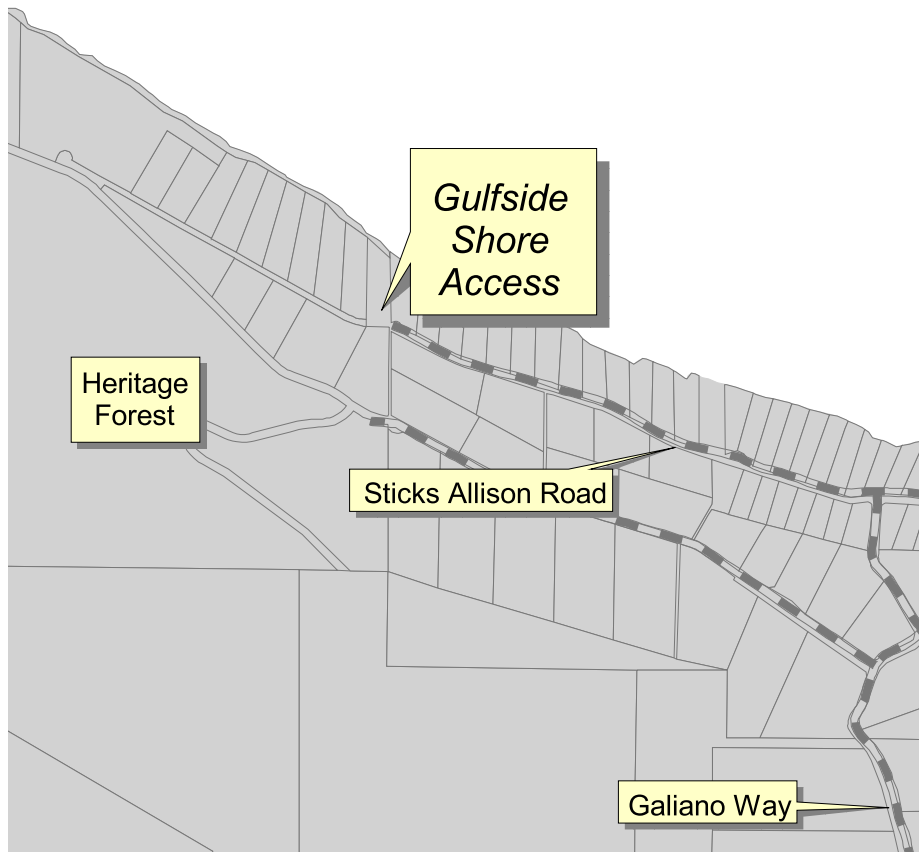 Gulfside
Shore
Access
Heritage
Forest
Sticks Allison Road
Galiano Way